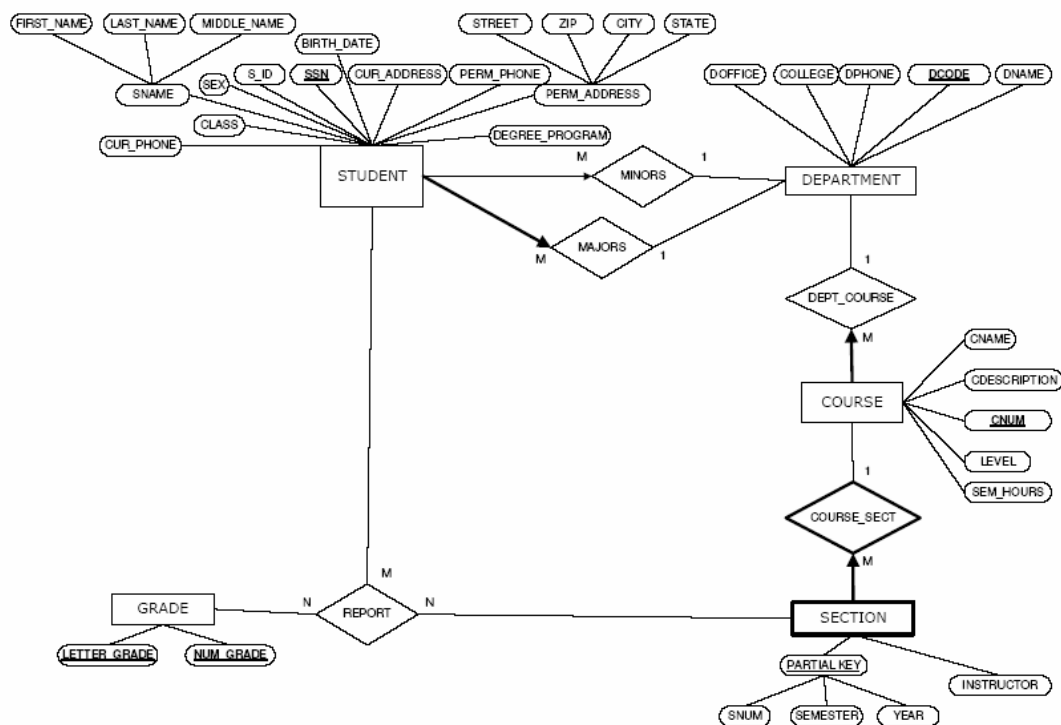 FIRST_NAME LAST_NAME MIDDLE_NAME STREET ZIP CITY STATE
BIRTH_DATE
S_ID SSN CUR_ADDRESS PERM_PHONE DOFFICE COLLEGE DPHONE DCODE DNAME
SNAME SEX PERM_ADDRESS
CLASS
DEGREE_PROGRAM
CUR_PHONE
STUDENT M MINORS 1 DEPARTMENT
M MAJORS 1
1
DEPT_COURSE
M
CNAME
CDESCRIPTION
COURSE
CNUM
LEVEL
1
SEM_HOURS
COURSE_SECT
M
M
GRADE N REPORT N SECTION
LETTER_GRADE NUM_GRADE
PARTIAL KEY
INSTRUCTOR
SNUM SEMESTER YEAR